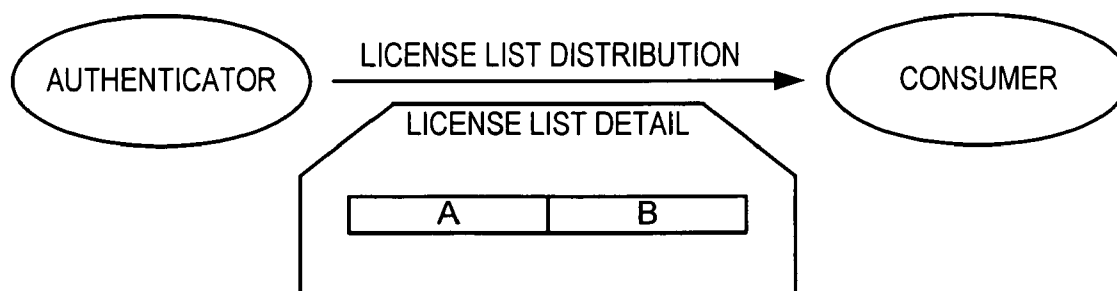 LICENSE LIST DISTRIBUTION
AUTHENTICATOR
CONSUMER
LICENSE LIST DETAIL
A
B